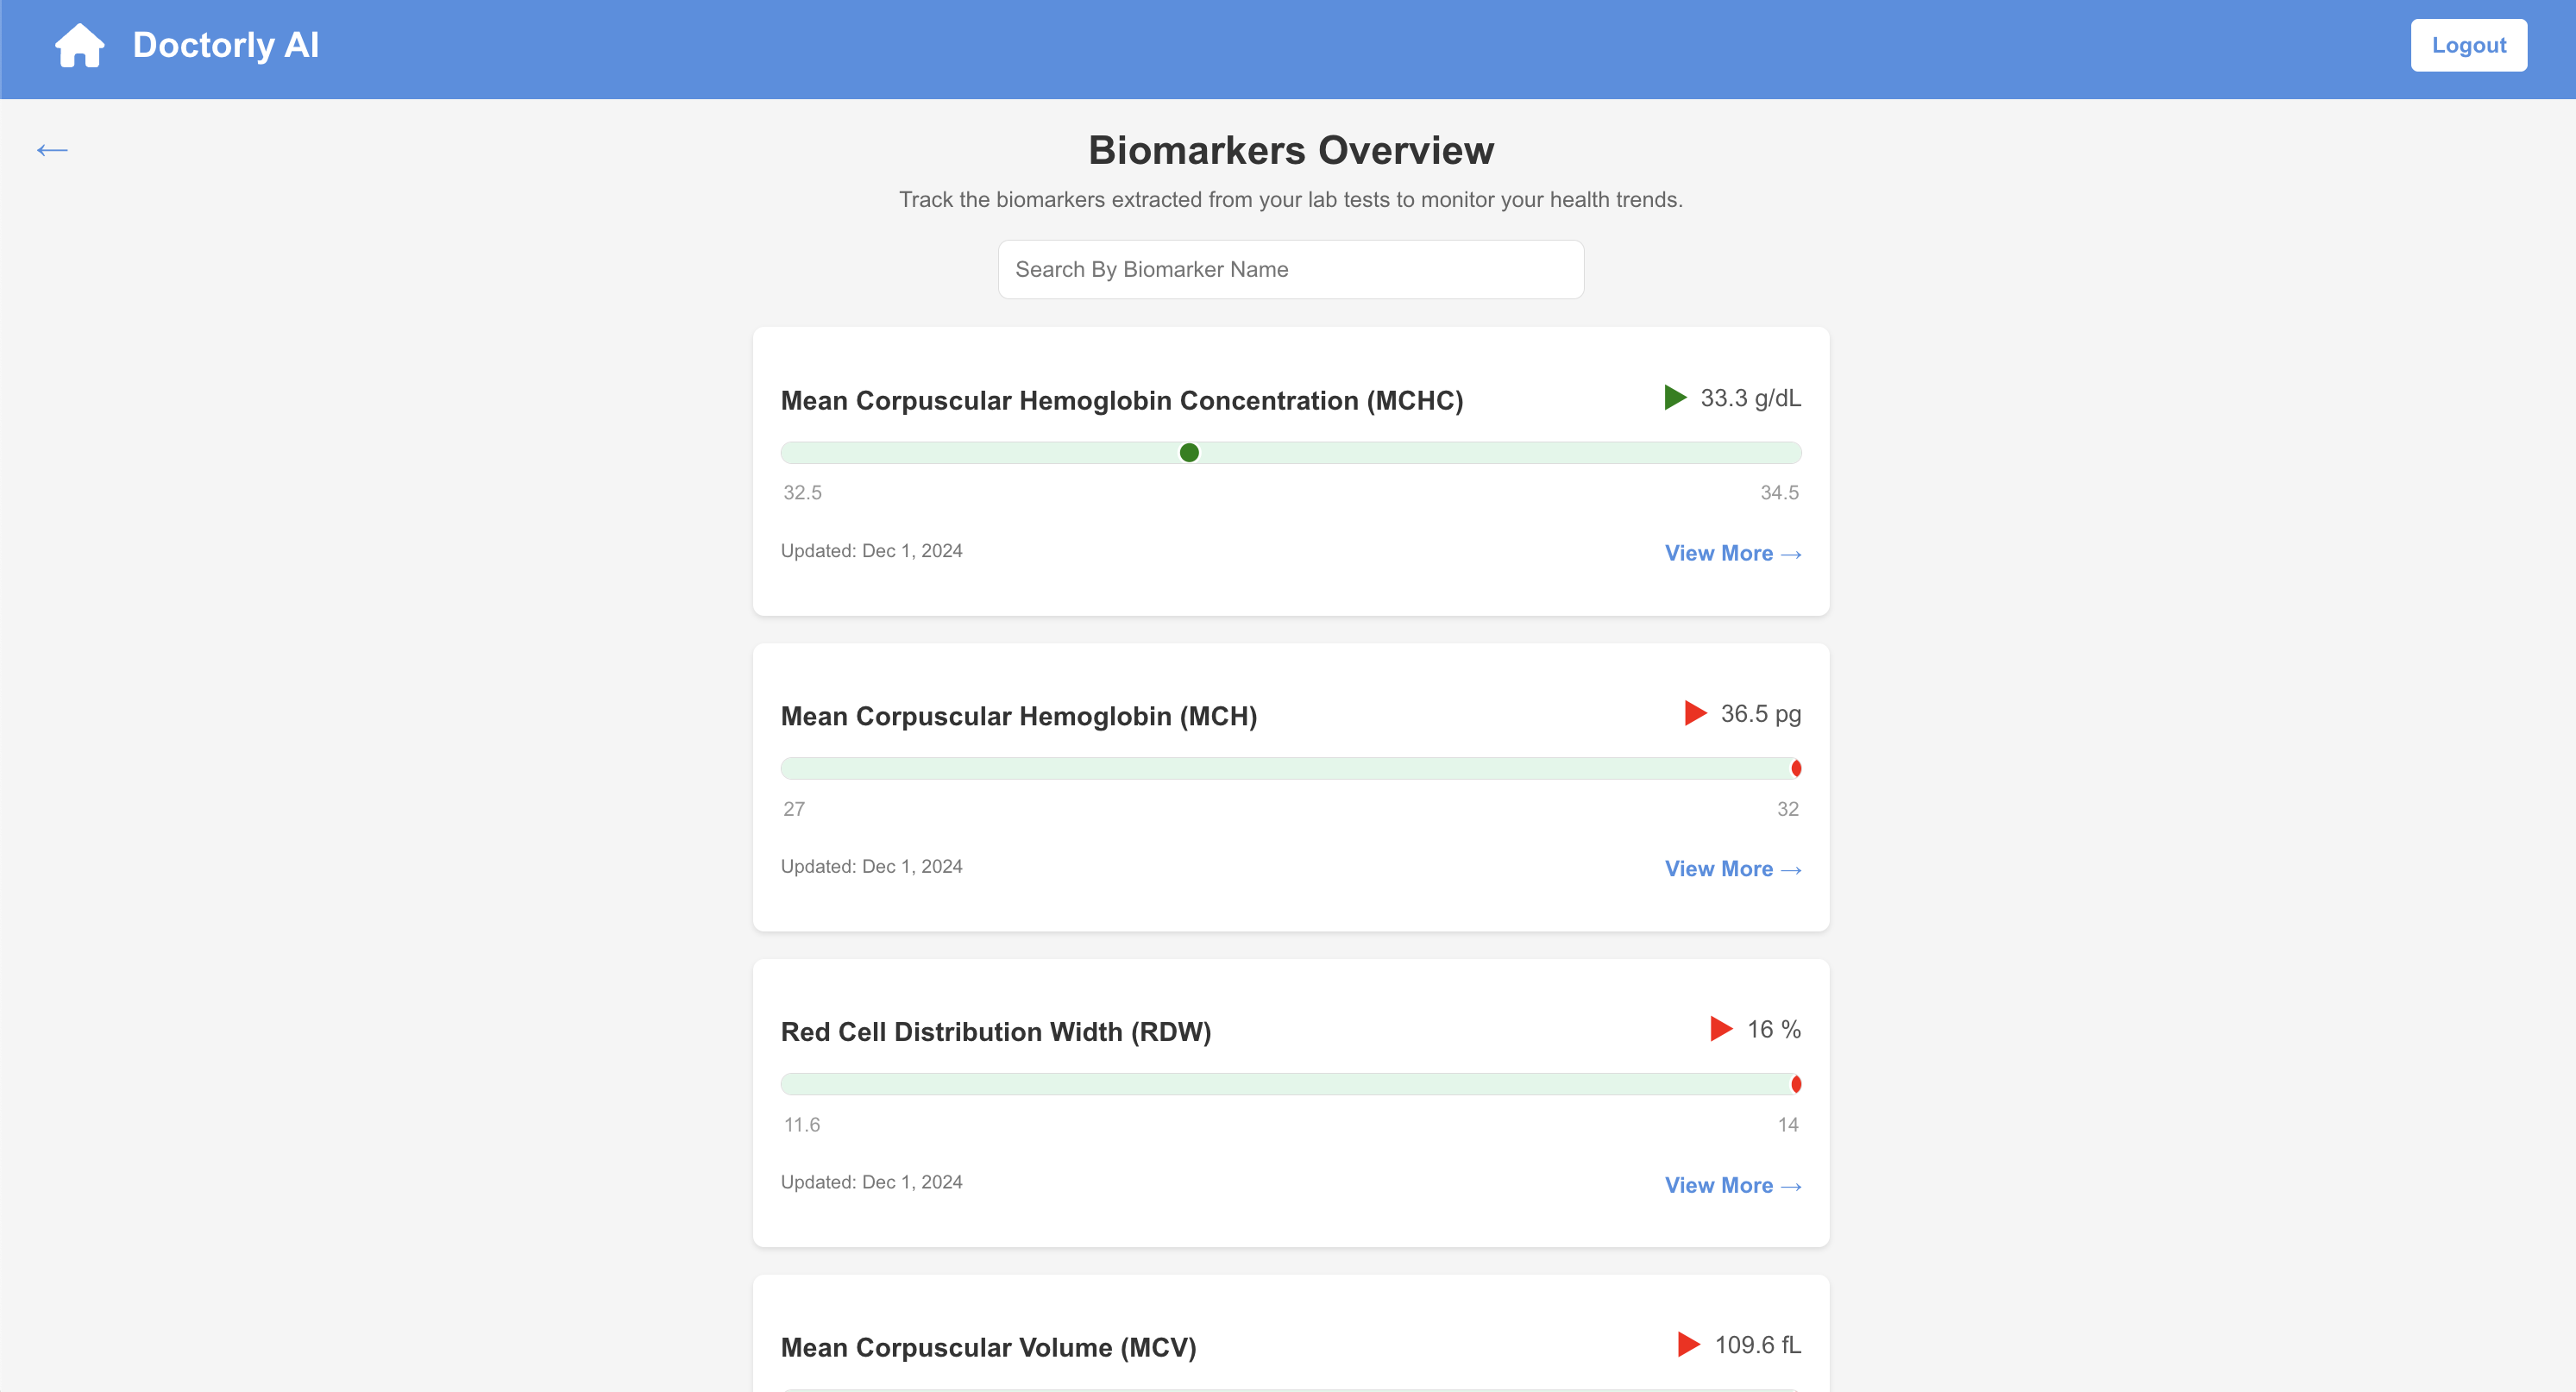 Doctorly AI
Logout
←
Biomarkers Overview
Track the biomarkers extracted from your lab tests to monitor your health trends.
Search By Biomarker Name
Mean Corpuscular Hemoglobin Concentration (MCHC)
33.3 g/dL
32.5
34.5
Updated: Dec 1, 2024
View More →
Mean Corpuscular Hemoglobin (MCH)
36.5 pg
27
32
Updated: Dec 1, 2024
View More →
Red Cell Distribution Width (RDW)
16 %
11.6
14
Updated: Dec 1, 2024
View More →
Mean Corpuscular Volume (MCV)
109.6 fL